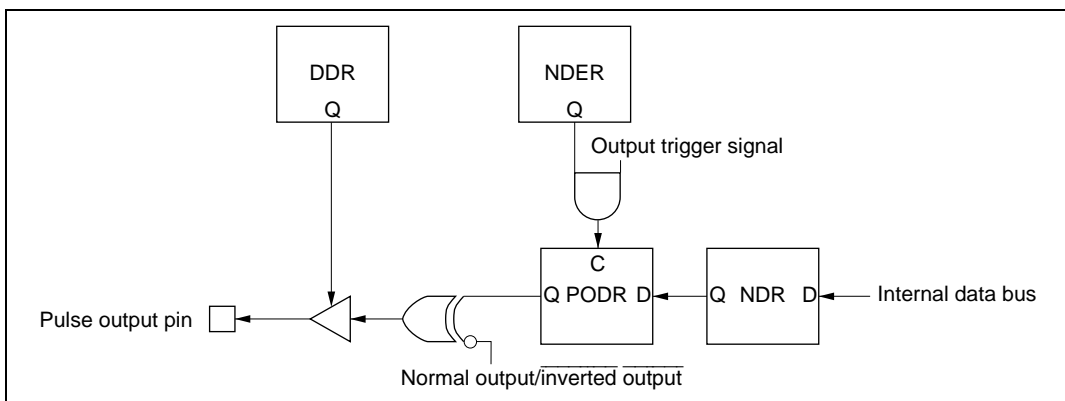 DDR
Q
NDER
Q
Output trigger signal
C
Q PODR D
Q NDR D
Internal data bus
Pulse output pin
Normal output/inverted output